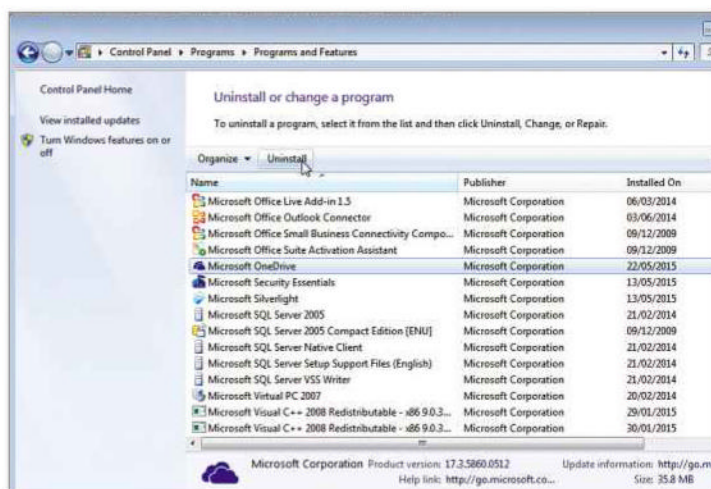 Control Panel ▸ Programs ▸ Programs and Features
Control Panel Home
View installed updates
Turn Windows features on or
off
Uninstall or change a program
To uninstall a program, select it from the list and then click Uninstall, Change, or Repair.
Organize Uninstall
Name Publisher Installed On
Microsoft Office Live Add-in 1.5 Microsoft Corporation 06/03/2014
Microsoft Office Outlook Connector Microsoft Corporation 03/06/2014
Microsoft Office Small Business Connectivity Compo... Microsoft Corporation 09/12/2009
Microsoft Office Suite Activation Assistant Microsoft Corporation 09/12/2009
Microsoft OneDrive Microsoft Corporation 22/05/2015
Microsoft Security Essentials Microsoft Corporation 13/05/2015
Microsoft Silverlight Microsoft Corporation 13/05/2015
Microsoft SQL Server 2005 Microsoft Corporation 21/02/2014
Microsoft SQL Server 2005 Compact Edition [ENU] Microsoft Corporation 09/12/2009
Microsoft SQL Server Native Client Microsoft Corporation 21/02/2014
Microsoft SQL Server Setup Support Files (English) Microsoft Corporation 21/02/2014
Microsoft SQL Server VSS Writer Microsoft Corporation 21/02/2014
Microsoft Virtual PC 2007 Microsoft Corporation 20/02/2014
Microsoft Visual C++ 2008 Redistributable - x86 9.0.3... Microsoft Corporation 29/01/2015
Microsoft Visual C++ 2008 Redistributable - x86 9.0.3... Microsoft Corporation 30/01/2015
Microsoft Corporation Product version: 17.3.5860.0512 Update information: http://go.m
Help link: http://go.microsoft.co... Size: 35.8 MB